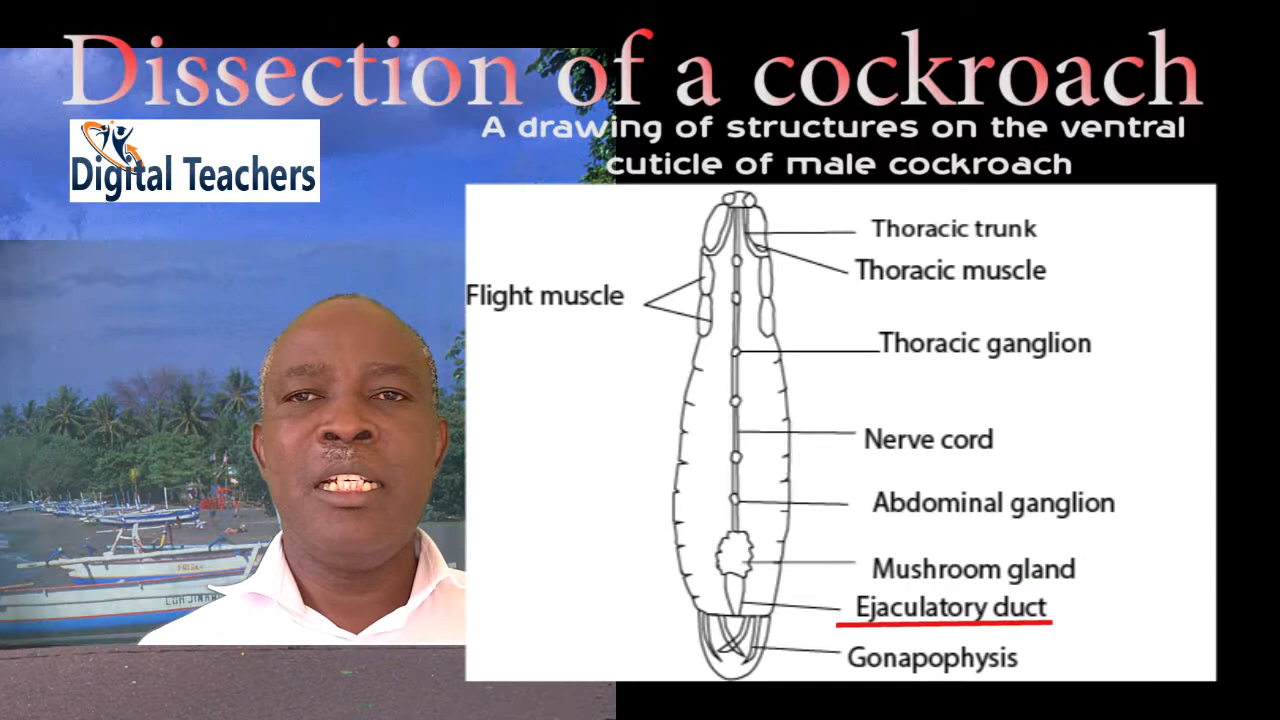 Dissection of a cockroach
A drawing of structures on the ventral
cuticle of male cockroach
Digital Teachers
Thoracic trunk
Thoracic muscle
Flight muscle
Thoracic ganglion
Nerve cord
Abdominal ganglion
Mushroom gland
Ejaculatory duct
Gonapophysis